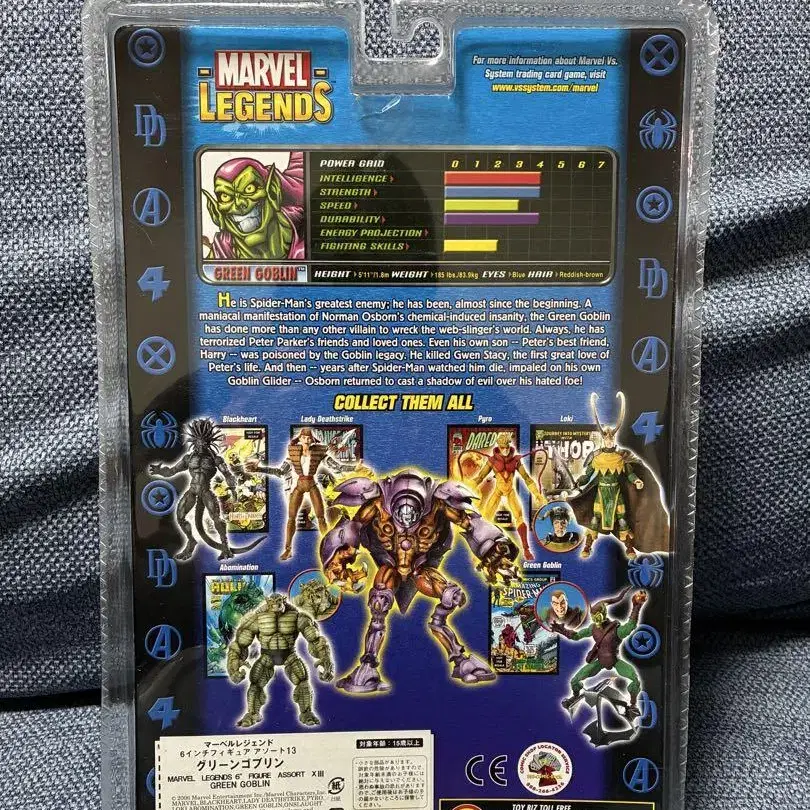 MARVEL
LEGENDS
For more information about Marvel Vs.
System trading card game, visit
www.vssystem.com/marvel
POWER GRID 0 1 2 3 4 5 6 7
INTELLIGENCE
STRENGTH
SPEED
DURABILITY
ENERGY PROJECTION
FIGHTING SKILLS
GREEN GOBLIN™ HEIGHT 5'11"/1.8m WEIGHT 185 lbs./83.9kg EYES Blue HAIR Reddish-brown
He is Spider-Man's greatest enemy; he has been, almost since the beginning. A
maniacal manifestation of Norman Osborn's chemical-induced insanity, the Green Goblin
has done more than any other villain to wreck the web-slinger's world. Always, he has
terrorized Peter Parker's friends and loved ones. Even his own son -- Peter's best friend,
Harry -- was poisoned by the Goblin legacy. He killed Gwen Stacy, the first great love of
Peter's life. And then -- years after Spider-Man watched him die, impaled on his own
Goblin Glider -- Osborn returned to cast a shadow of evil over his hated foe!
COLLECT THEM ALL
Blackheart Lady Deathstrike Pyro Loki
THOR
Abomination Green Goblin
マーベルレジェンド
6インチフィギュア アソート13
グリーンゴブリン
MARVEL LEGENDS 6" FIGURE ASSORT XIII
GREEN GOBLIN
対象年齢:15歳以上
紙
CE
COMIC SHOP LOCATOR SERVICE
888-266-4226
TOY BIZ TOLL FREE